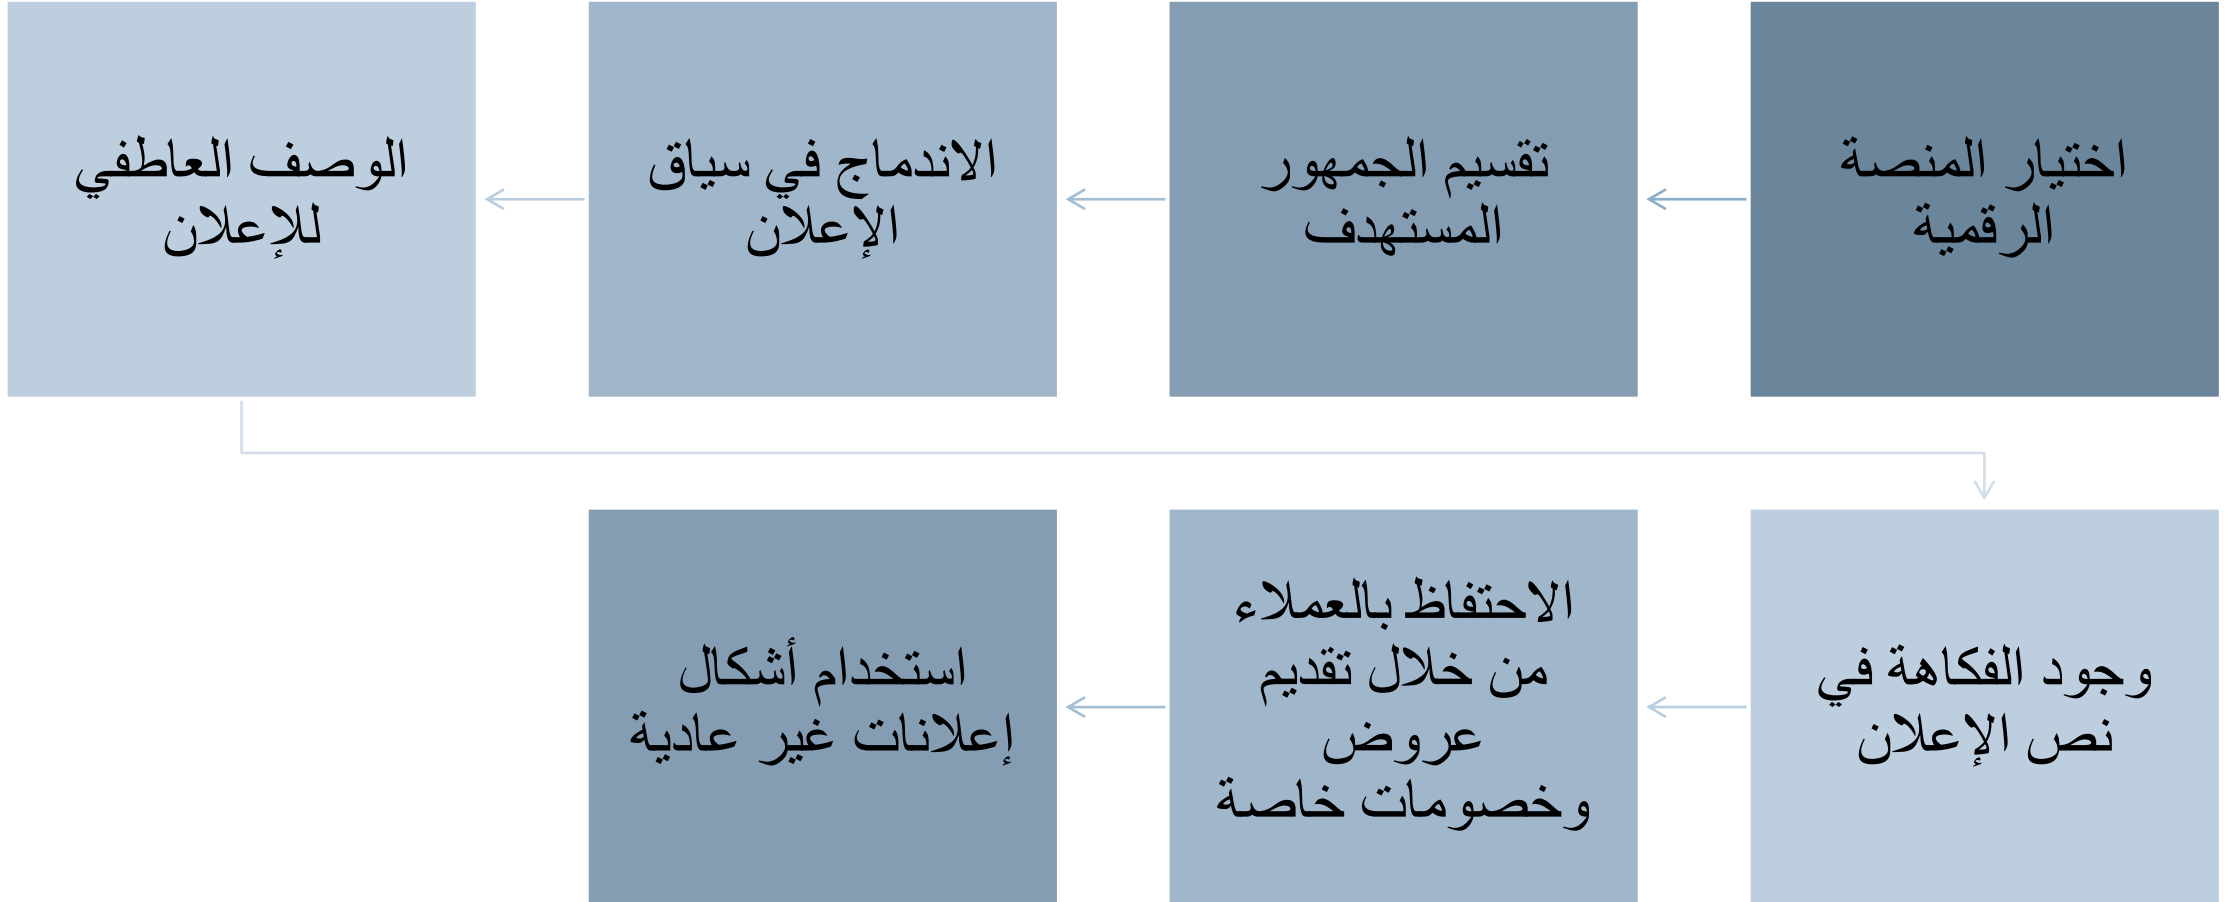 اختيار المنصة
الرقمية
تقسيم الجمهور
المستهدف
الاندماج في سياق
الإعلان
الوصف العاطفي
للإعلان
وجود الفكاهة في
نص الإعلان
الاحتفاظ بالعملاء
من خلال تقديم
عروض
وخصومات خاصة
استخدام أشكال
إعلانات غير عادية